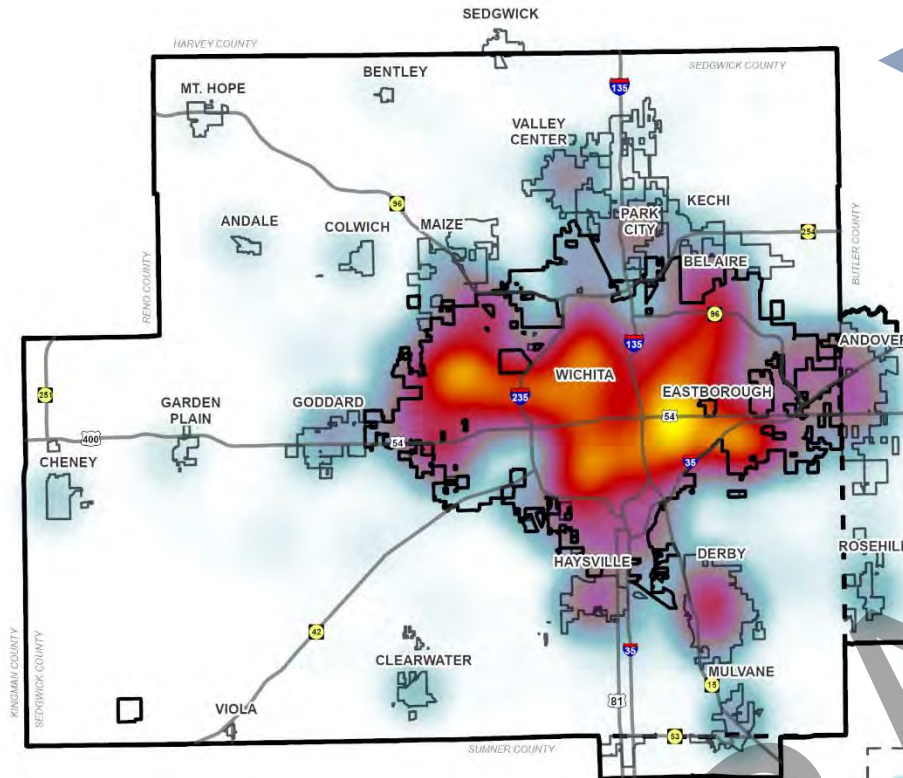 SEDGWICK
HARVEY COUNTY
SEDGWICK COUNTY
BENTLEY
MT. HOPE
135
VALLEY
CENTER
96
KECHI
PARK
CITY
ANDALE
COLWICH
MAIZE
254
BEL AIRE
BUTLER COUNTY
RENO COUNTY
96
135
ANDOVER
WICHITA
EASTBOROUGH
251
235
GARDEN
PLAIN
GODDARD
54
400
54
CHENEY
35
HAYSVILLE
DERBY
ROSEHILL
42
35
CLEARWATER
MULVANE
15
KINGMAN COUNTY
SEDGWICK COUNTY
81
VIOLA
53
SUMNER COUNTY